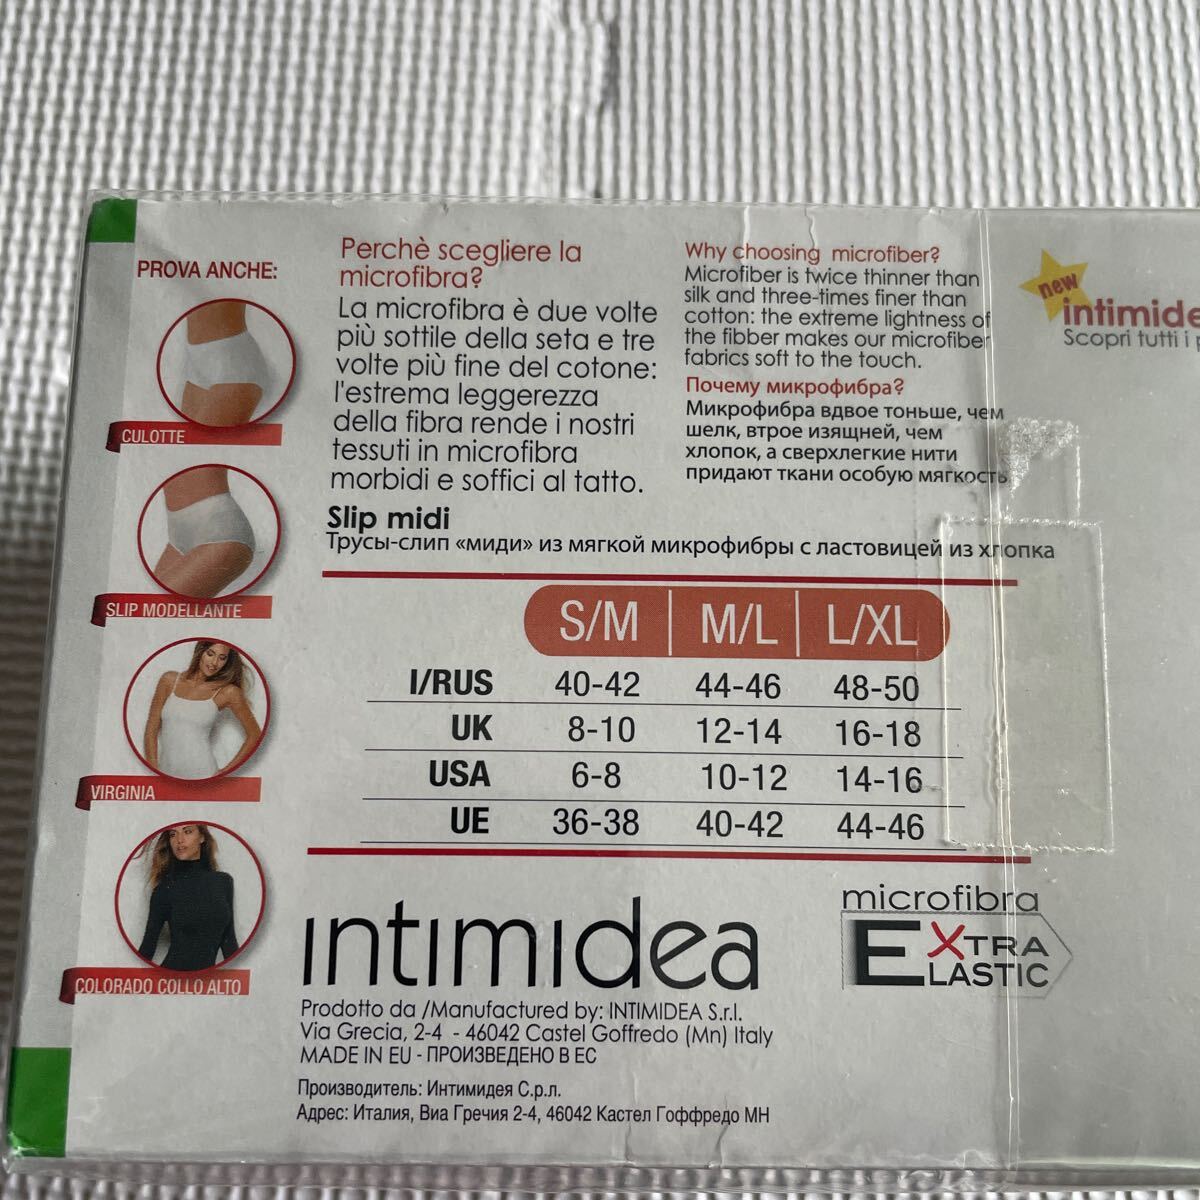 PROVA ANCHE:
CULOTTE
SLIP MODELLANTE
VIRGINIA
COLORADO COLLO ALTO
Perchè scegliere la
microfibra?
La microfibra è due volte
più sottile della seta e tre
volte più fine del cotone:
l'estrema leggerezza
della fibra rende i nostri
tessuti in microfibra
morbidi e soffici al tatto.
Why choosing microfiber?
Microfiber is twice thinner than
silk and three-times finer than
cotton: the extreme lightness of
the fibber makes our microfiber
fabrics soft to the touch.
Почему микрофибра?
Микрофибра вдвое тоньше, чем
шелк, втрое изящней, чем
хлопок, а сверхлегкие нити
придают ткани особую мягкость
new
intimide
Scopri tutti i p
Slip midi
Трусы-слип «миди» из мягкой микрофибры с ластовицей из хлопка
S/M M/L L/XL
I/RUS 40-42 44-46 48-50
UK 8-10 12-14 16-18
USA 6-8 10-12 14-16
UE 36-38 40-42 44-46
intimidea
microfibra
EXTRA
ELASTIC
Prodotto da /Manufactured by: INTIMIDEA S.r.l.
Via Grecia, 2-4 - 46042 Castel Goffredo (Mn) Italy
MADE IN EU - ПРОИЗВЕДЕНО В ЕС
Производитель: Интимидея С.р.л.
Адрес: Италия, Виа Гречия 2-4, 46042 Кастел Гоффредо МН